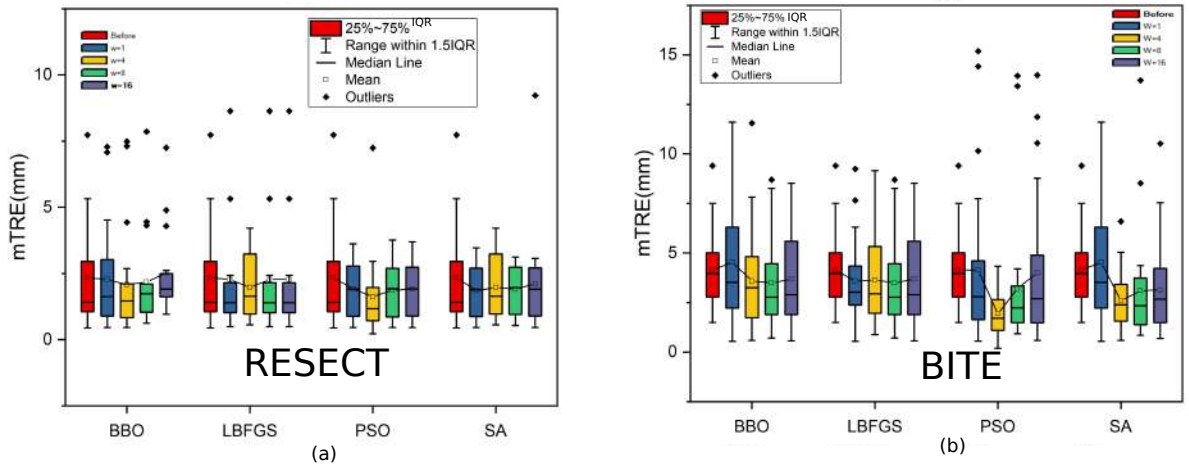 Before
w=1
w=4
w=8
w=16
25%~75% IQR
Range within 1.5IQR
Median Line
Mean
Outliers
mTRE(mm)
10
5
0
RESECT
BBO LBFGS PSO SA
(a)
25%~75% IQR
Range within 1.5IQR
Median Line
Mean
Outliers
Before
W=1
W=4
W=8
W=16
mTRE(mm)
15
10
5
0
BITE
BBO LBFGS PSO SA
(b)